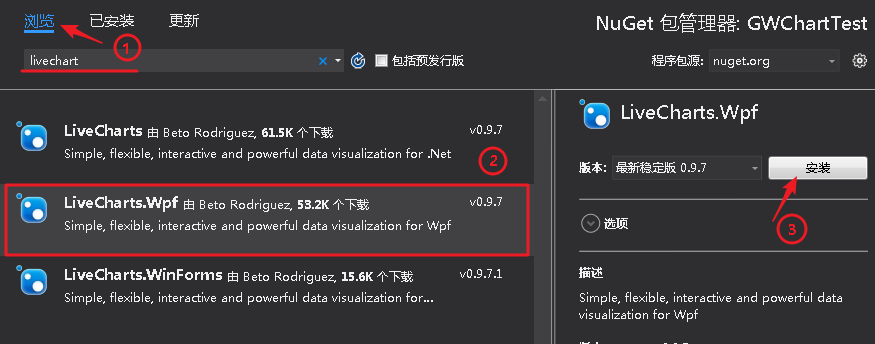 浏览 已安装 更新
NuGet 包管理器: GWChartTest
1
livechart
包括预发行版
程序包源: nuget.org
LiveCharts 由 Beto Rodriguez, 61.5K 个下载 v0.9.7
Simple, flexible, interactive and powerful data visualization for .Net
2
LiveCharts.Wpf 由 Beto Rodriguez, 53.2K 个下载 v0.9.7
Simple, flexible, interactive and powerful data visualization for Wpf
LiveCharts.WinForms 由 Beto Rodriguez, 15.6K 个下载 v0.9.7.1
Simple, flexible, interactive and powerful data visualization for...
LiveCharts.Wpf
版本: 最新稳定版 0.9.7 安装
3
选项
描述
Simple, flexible, interactive and powerful data
visualization for Wpf